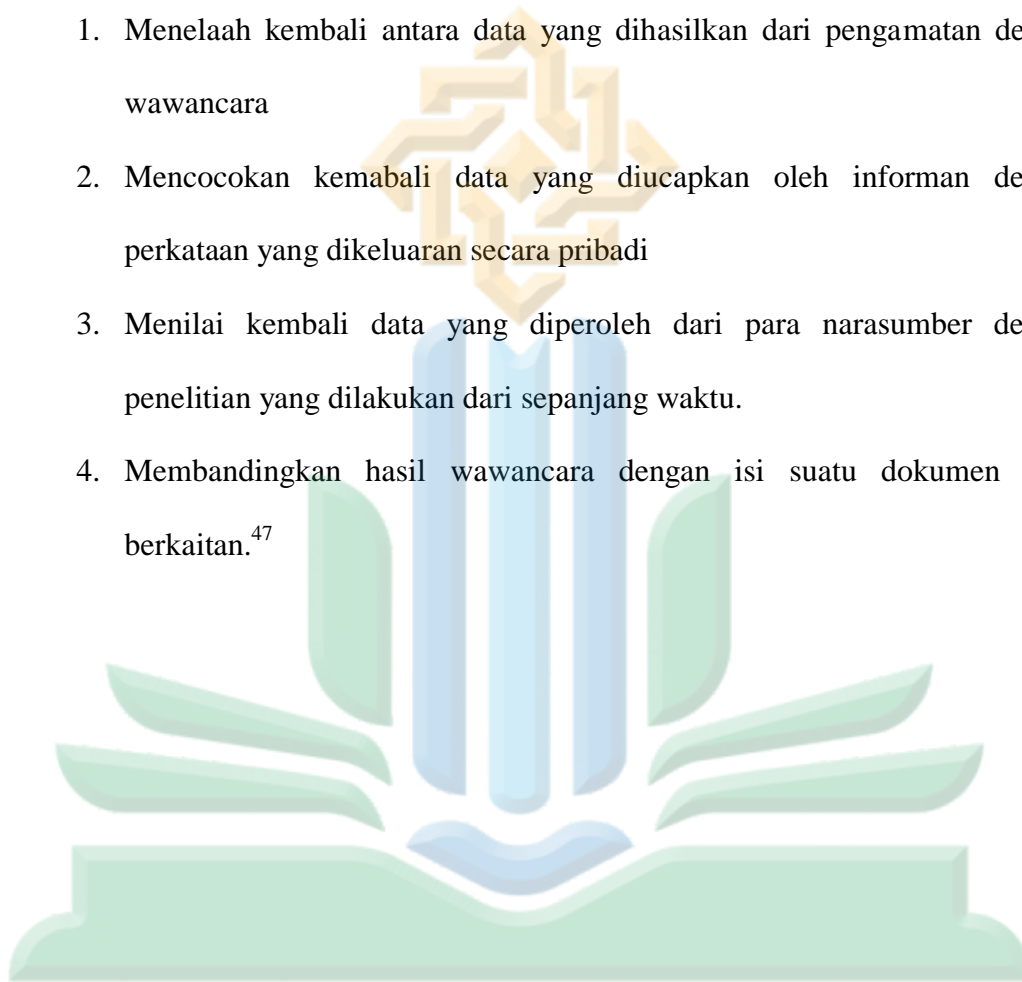 1. Menelaah kembali antara data yang dihasilkan dari pengamatan de
wawancara
2. Mencocokan kemabali data yang diucapkan oleh informan de
perkataan yang dikeluaran secara pribadi
3. Menilai kembali data yang diperoleh dari para narasumber de
penelitian yang dilakukan dari sepanjang waktu.
4. Membandingkan hasil wawancara dengan isi suatu dokumen
berkaitan.47